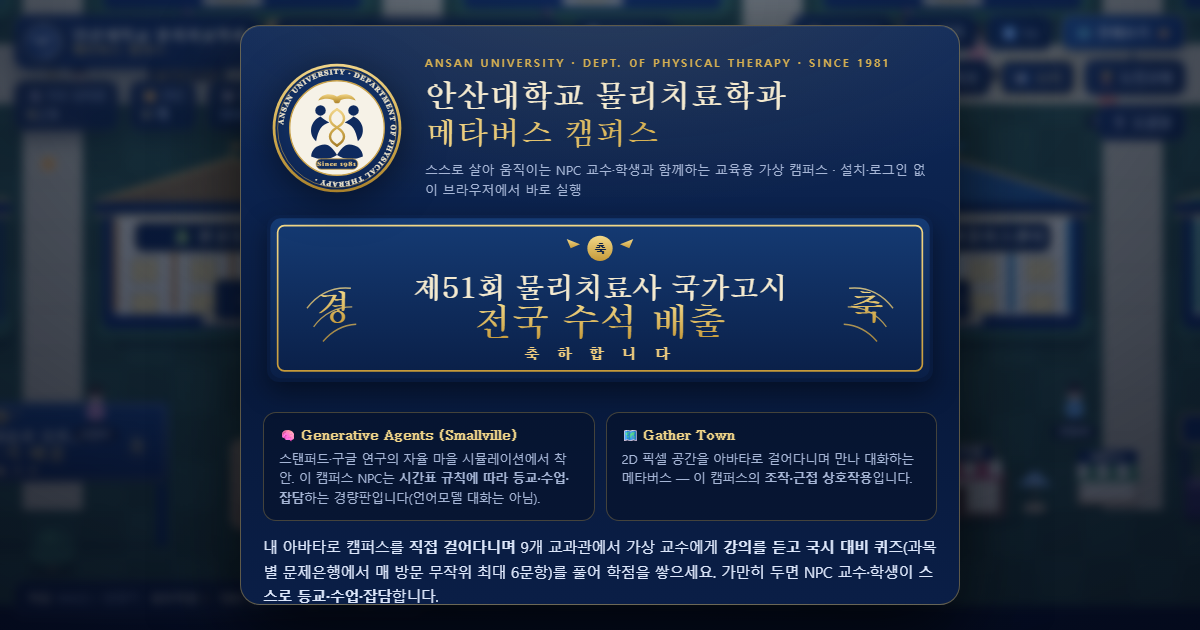 ANSAN UNIVERSITY · DEPARTMENT OF PHYSICAL THERAPY ·
Since 1981
ANSAN UNIVERSITY · DEPT. OF PHYSICAL THERAPY · SINCE 1981
안산대학교 물리치료학과
메타버스 캠퍼스
스스로 살아 움직이는 NPC 교수·학생과 함께하는 교육용 가상 캠퍼스 · 설치·로그인 없
이 브라우저에서 바로 실행
축
경
제51회 물리치료사 국가고시
전국 수석 배출
축
축 하 합 니 다
Generative Agents (Smallville)
스탠퍼드·구글 연구의 자율 마을 시뮬레이션에서 착
안. 이 캠퍼스 NPC는 시간표 규칙에 따라 등교·수업·
잡담하는 경량판입니다(언어모델 대화는 아님).
Gather Town
2D 픽셀 공간을 아바타로 걸어다니며 만나 대화하는
메타버스 — 이 캠퍼스의 조작·근접 상호작용입니다.
내 아바타로 캠퍼스를 직접 걸어다니며 9개 교과관에서 가상 교수에게 강의를 듣고 국시 대비 퀴즈(과목
별 문제은행에서 매 방문 무작위 최대 6문항)를 풀어 학점을 쌓으세요. 가만히 두면 NPC 교수·학생이 스
스로 등교·수업·잡담합니다.